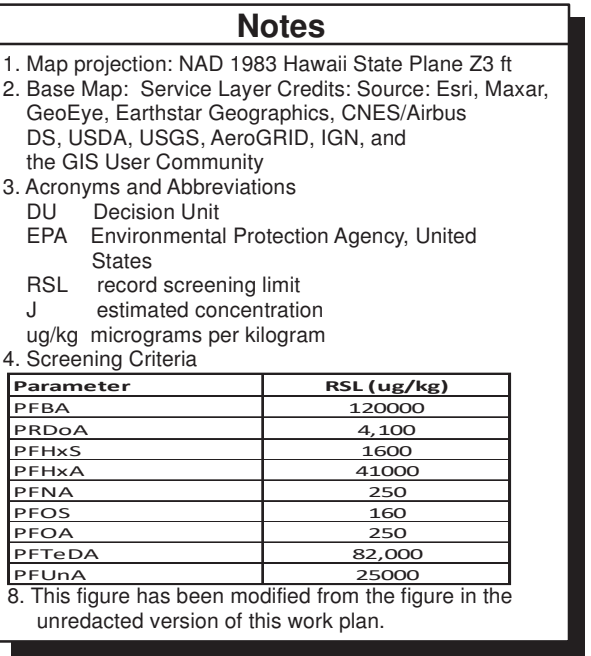 Notes
1. Map projection: NAD 1983 Hawaii State Plane Z3 ft
2. Base Map: Service Layer Credits: Source: Esri, Maxar,
GeoEye, Earthstar Geographics, CNES/Airbus
DS, USDA, USGS, AeroGRID, IGN, and
the GIS User Community
3. Acronyms and Abbreviations
DU Decision Unit
EPA Environmental Protection Agency, United
States
RSL record screening limit
J estimated concentration
ug/kg micrograms per kilogram
4. Screening Criteria
Parameter RSL (ug/kg)
PFBA 120000
PRDoA 4,100
PFHxS 1600
PFHxA 41000
PFNA 250
PFOS 160
PFOA 250
PFTeDA 82,000
PFUnA 25000
8. This figure has been modified from the figure in the
unredacted version of this work plan.